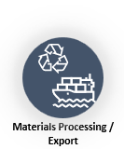 Materials Processing /
Export